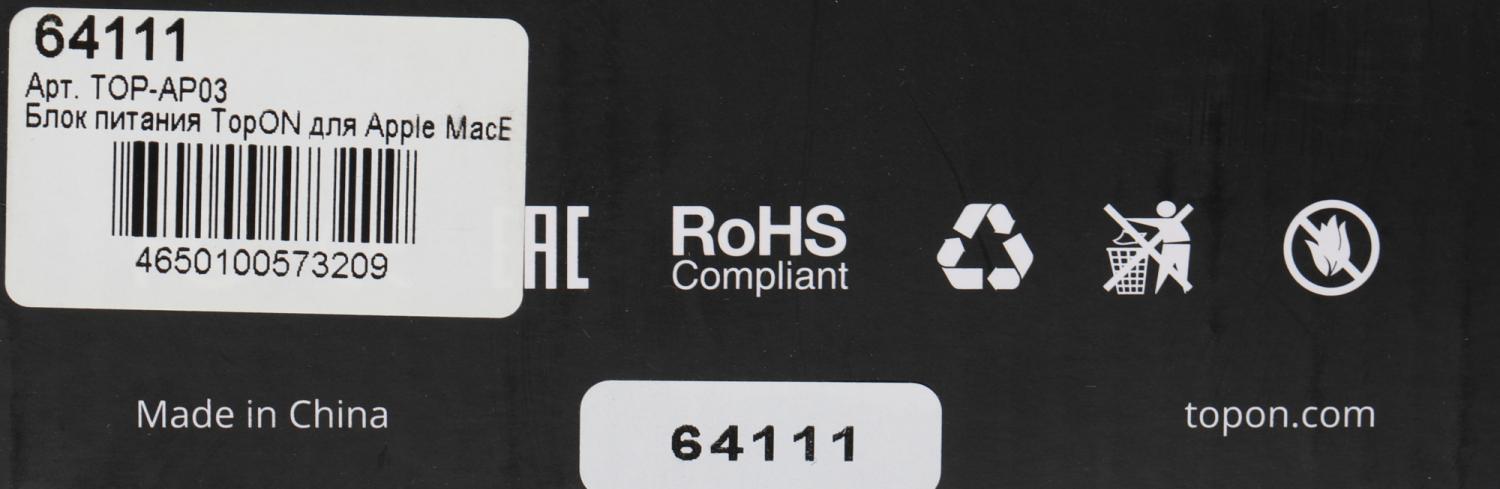 64111
Арт. TOP-AP03
Блок питания TopON для Apple MacE
4650100573209
EAC
RoHS
Compliant
Made in China
64111
topon.com